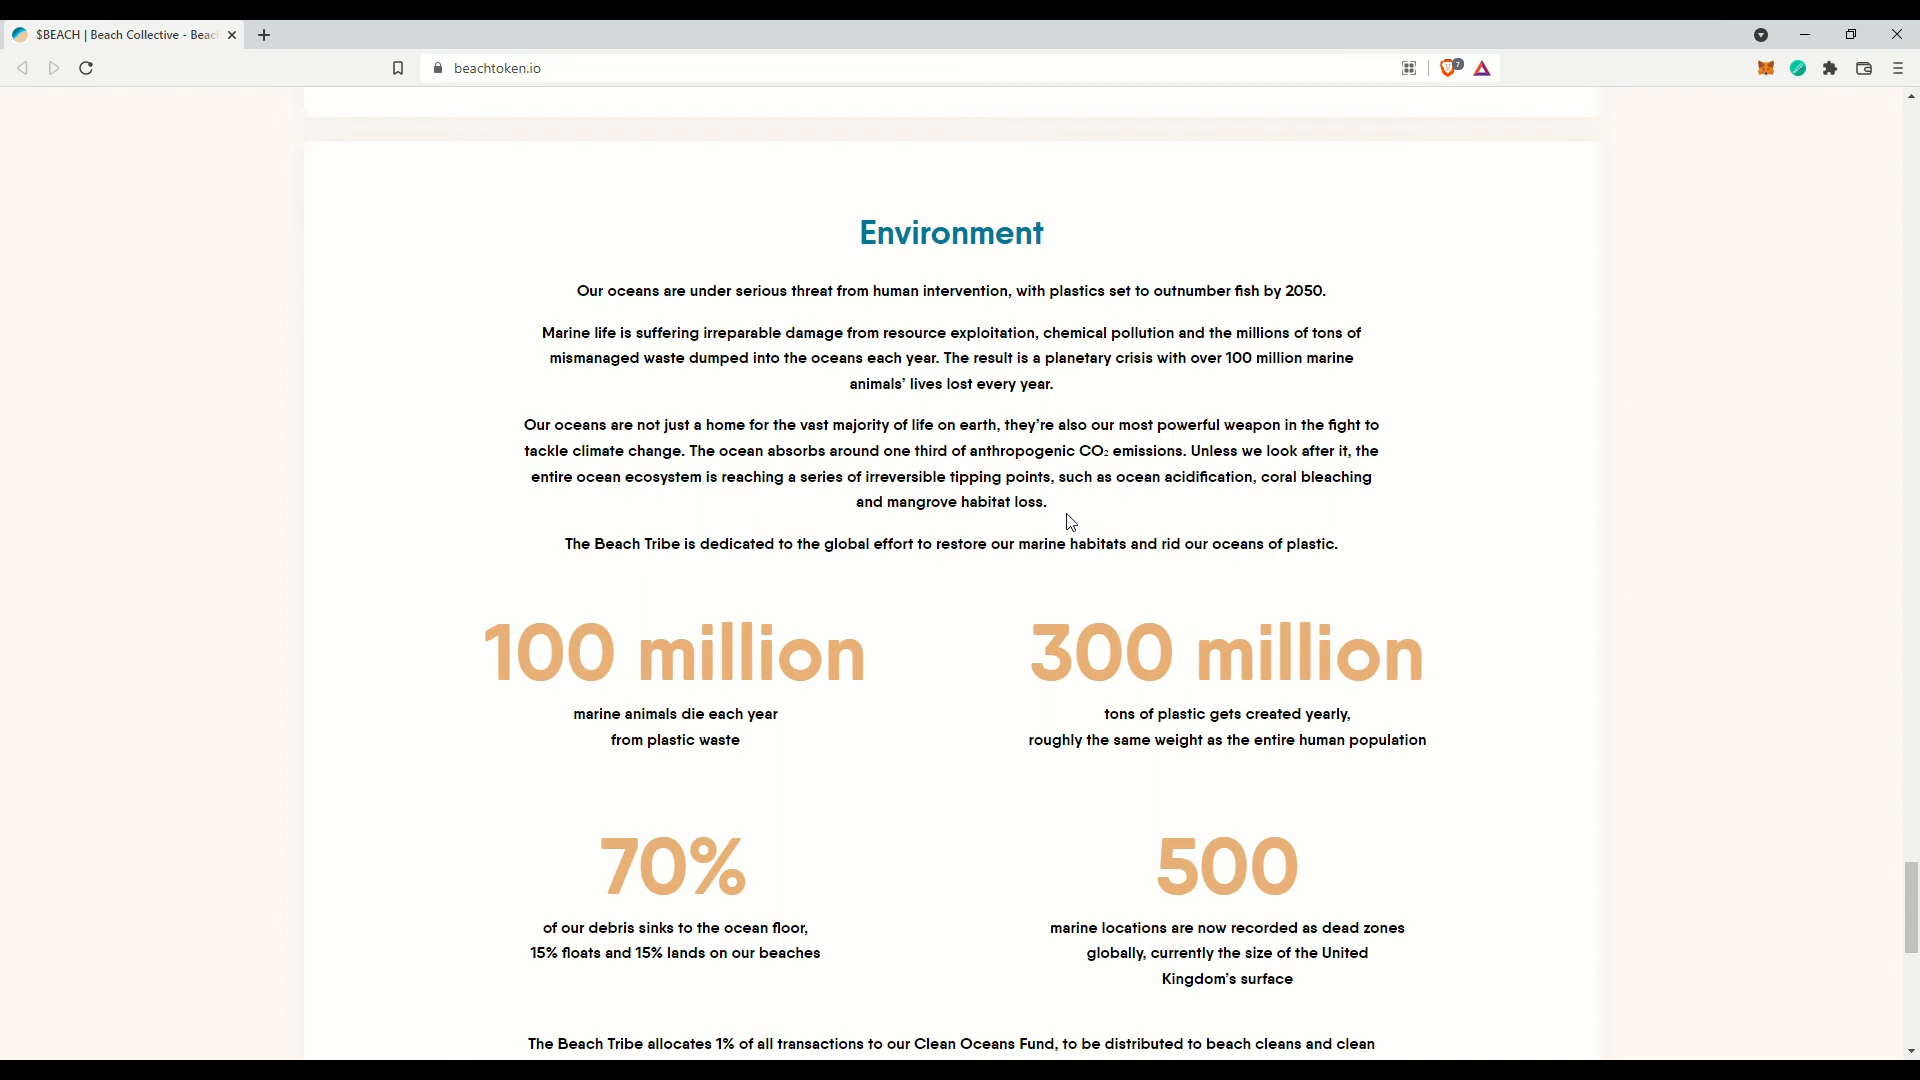 $BEACH | Beach Collective - Beac
beachtoken.io
7
Environment
Our oceans are under serious threat from human intervention, with plastics set to outnumber fish by 2050.
Marine life is suffering irreparable damage from resource exploitation, chemical pollution and the millions of tons of
mismanaged waste dumped into the oceans each year. The result is a planetary crisis with over 100 million marine
animals’ lives lost every year.
Our oceans are not just a home for the vast majority of life on earth, they’re also our most powerful weapon in the fight to
tackle climate change. The ocean absorbs around one third of anthropogenic CO₂ emissions. Unless we look after it, the
entire ocean ecosystem is reaching a series of irreversible tipping points, such as ocean acidification, coral bleaching
and mangrove habitat loss.
The Beach Tribe is dedicated to the global effort to restore our marine habitats and rid our oceans of plastic.
100 million
marine animals die each year
from plastic waste
300 million
tons of plastic gets created yearly,
roughly the same weight as the entire human population
70%
of our debris sinks to the ocean floor,
15% floats and 15% lands on our beaches
500
marine locations are now recorded as dead zones
globally, currently the size of the United
Kingdom’s surface
The Beach Tribe allocates 1% of all transactions to our Clean Oceans Fund, to be distributed to beach cleans and clean